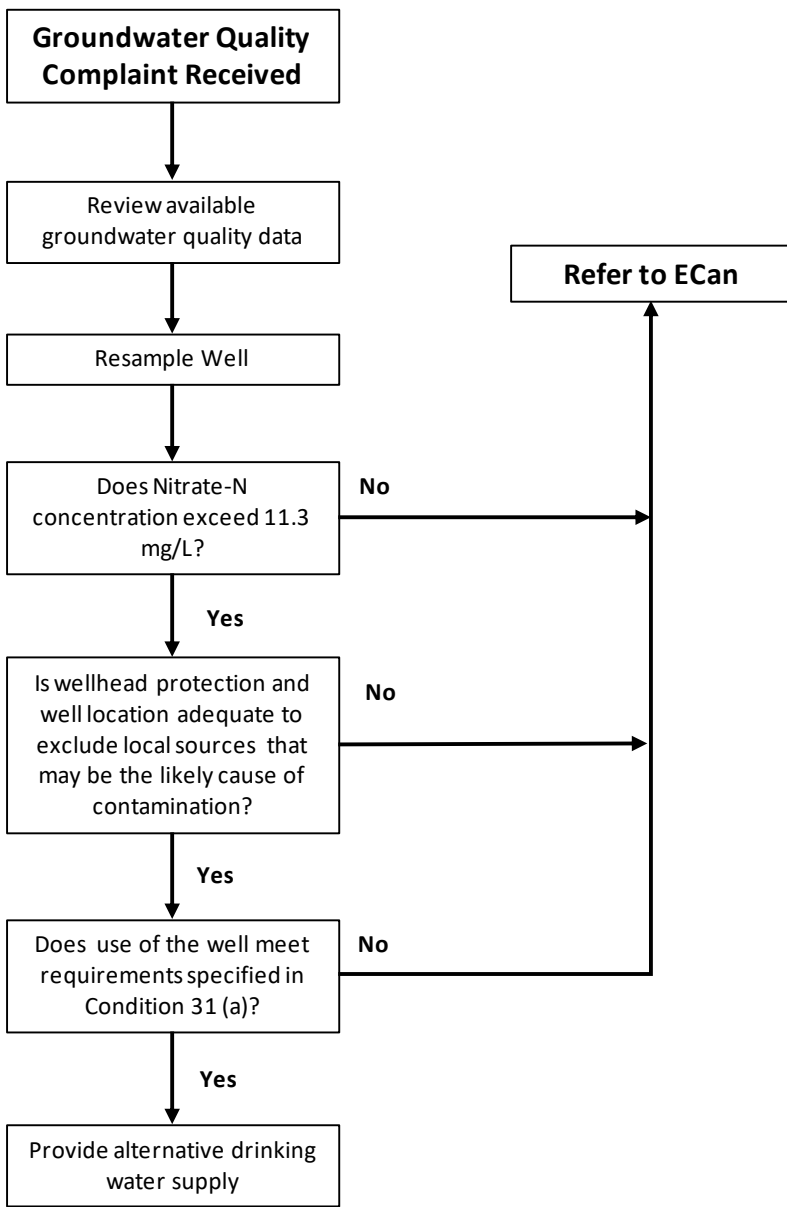 Groundwater Quality
Complaint Received
Review available
groundwater quality data
Refer to ECan
Resample Well
Does Nitrate-N
concentration exceed 11.3
mg/L?
No
Yes
Is wellhead protection and
well location adequate to
exclude local sources that
may be the likely cause of
contamination?
No
Yes
Does use of the well meet
requirements specified in
Condition 31 (a)?
No
Yes
Provide alternative drinking
water supply